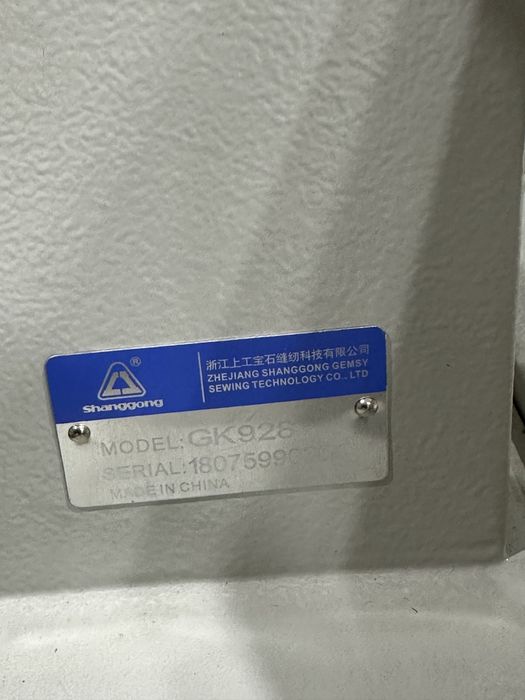 ®
Shanggong
浙江上工宝石缝纫科技有限公司
ZHEJIANG SHANGGONG GEMSY
SEWING TECHNOLOGY CO., LTD
MODEL: GK928
SERIAL:
MADE IN CHINA